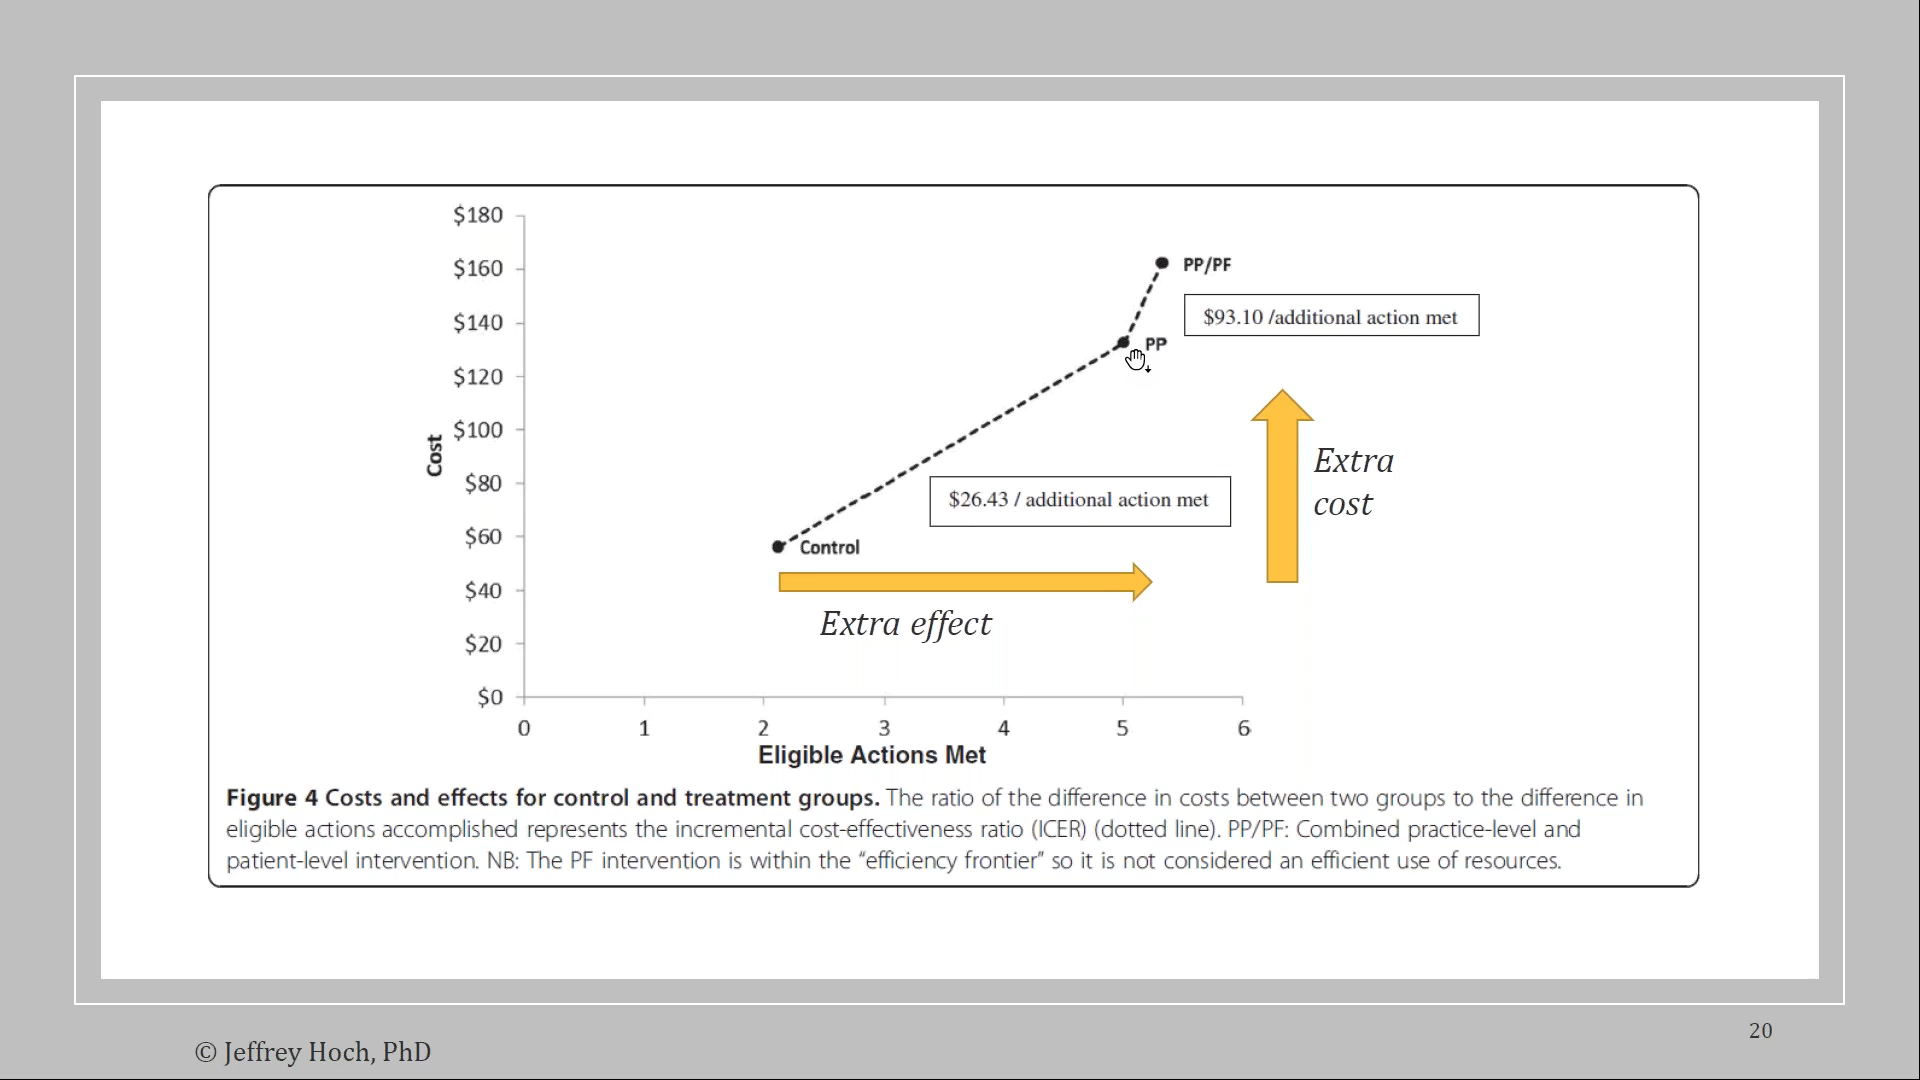 $180
$160
$140
$120
$100
$80
$60
$40
$20
$0
Cost
PP/PF
$93.10 /additional action met
PP
Extra
cost
$26.43 / additional action met
Control
Extra effect
0 1 2 3 4 5 6
Eligible Actions Met
Figure 4 Costs and effects for control and treatment groups. The ratio of the difference in costs between two groups to the difference in
eligible actions accomplished represents the incremental cost-effectiveness ratio (ICER) (dotted line). PP/PF: Combined practice-level and
patient-level intervention. NB: The PF intervention is within the “efficiency frontier” so it is not considered an efficient use of resources.
20
© Jeffrey Hoch, PhD